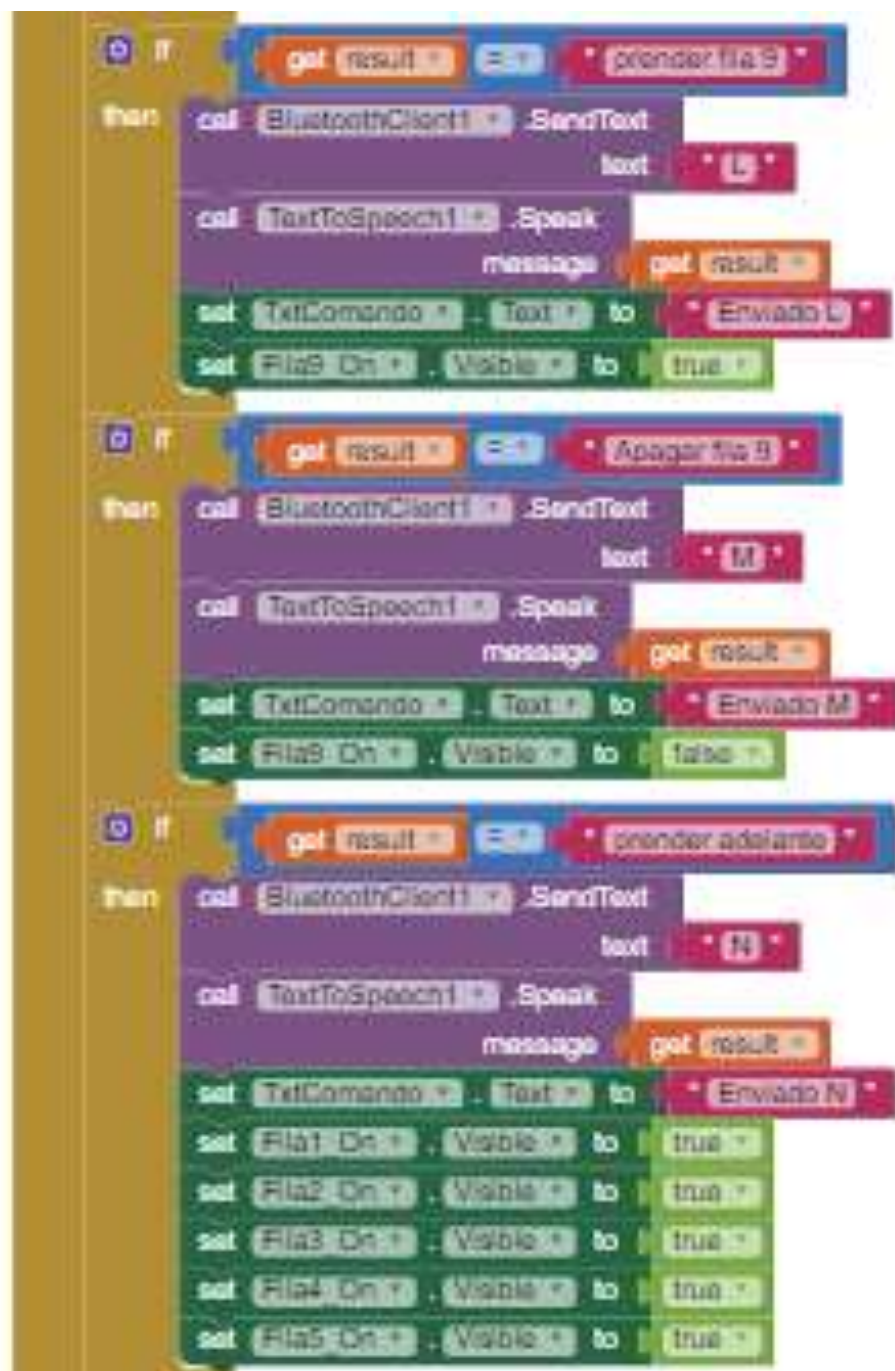 if get result = " prender fila 9 "
then call BluetoothClient1 .SendText
text " L "
call TextToSpeech1 .Speak
message get result
set TxtComando . Text to " Enviado L "
set Fila9_On . Visible to true
if get result = " Apagar fila 9 "
then call BluetoothClient1 .SendText
text " M "
call TextToSpeech1 .Speak
message get result
set TxtComando . Text to " Enviado M "
set Fila9_On . Visible to false
if get result = " prender adelante "
then call BluetoothClient1 .SendText
text " N "
call TextToSpeech1 .Speak
message get result
set TxtComando . Text to " Enviado N "
set Fila1_On . Visible to true
set Fila2_On . Visible to true
set Fila3_On . Visible to true
set Fila4_On . Visible to true
set Fila5_On . Visible to true